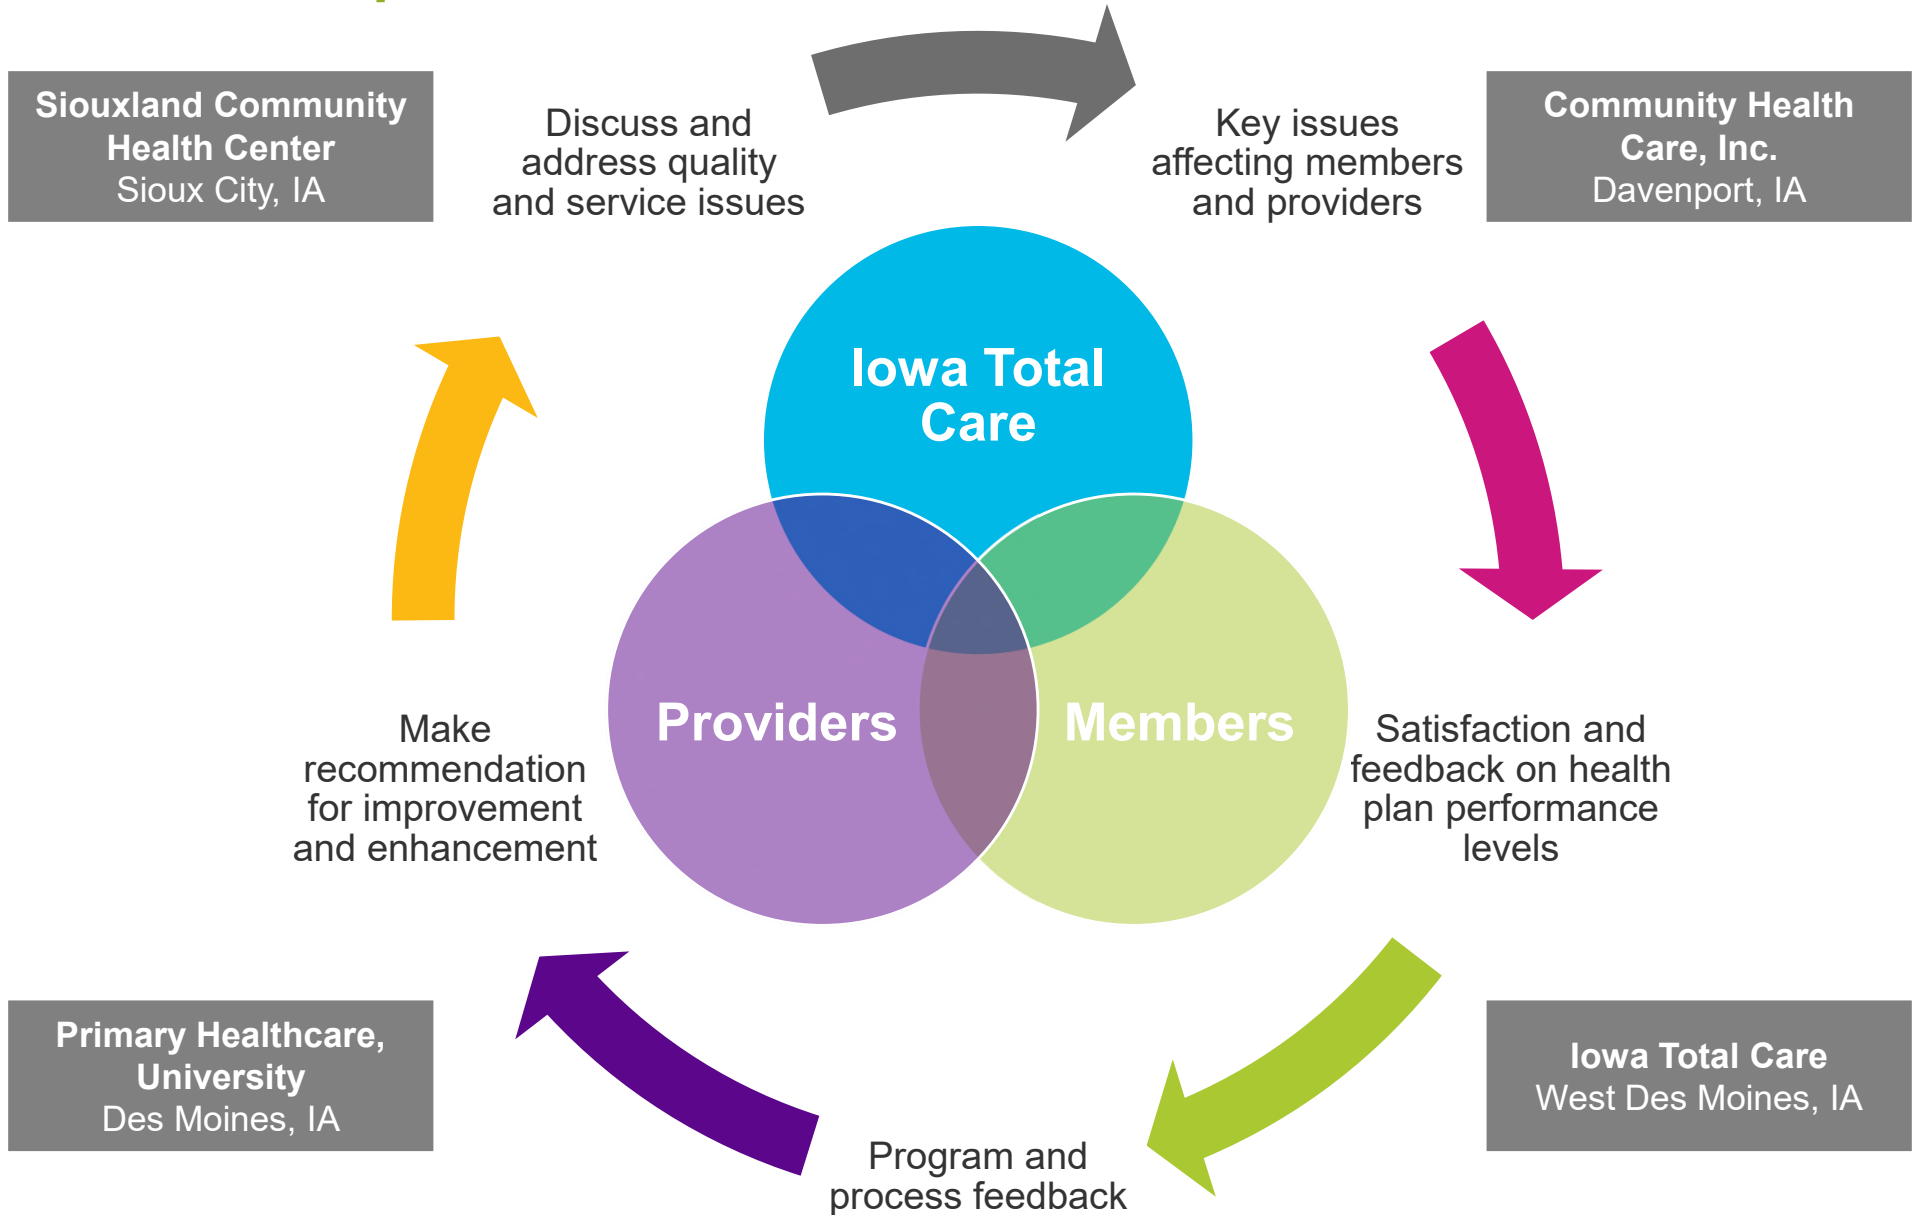 Siouxland Community
Health Center
Sioux City, IA
Discuss and
address quality
and service issues
Key issues
affecting members
and providers
Community Health
Care, Inc.
Davenport, IA
Iowa Total
Care
Providers
Members
Make
recommendation
for improvement
and enhancement
Satisfaction and
feedback on health
plan performance
levels
Primary Healthcare,
University
Des Moines, IA
Program and
process feedback
Iowa Total Care
West Des Moines, IA